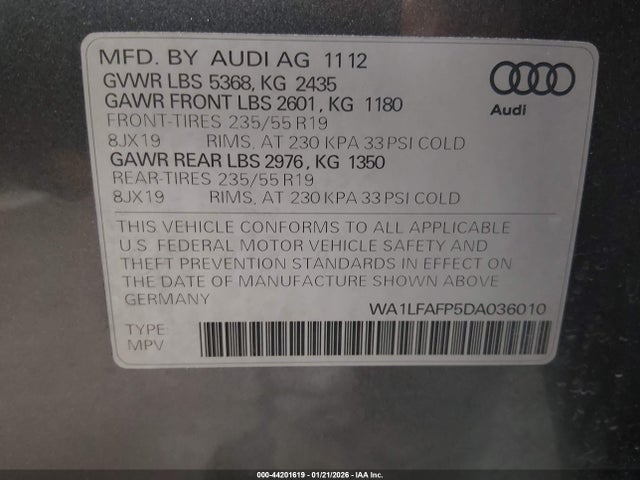 MFD. BY AUDI AG 11 12
GVWR LBS 5368, KG 2435
GAWR FRONT LBS 2601, KG 1180
FRONT-TIRES 235/55 R19
8JX19 RIMS, AT 230 KPA 33 PSI COLD
GAWR REAR LBS 2976, KG 1350
REAR-TIRES 235/55 R19
8JX19 RIMS, AT 230 KPA 33 PSI COLD
Audi
THIS VEHICLE CONFORMS TO ALL APPLICABLE
U.S. FEDERAL MOTOR VEHICLE SAFETY AND
THEFT PREVENTION STANDARDS IN EFFECT ON
THE DATE OF MANUFACTURE SHOWN ABOVE
GERMANY
WA1LFAFP5DA036010
TYPE
MPV
000-44201619 - 01/21/2026 - IAA Inc.